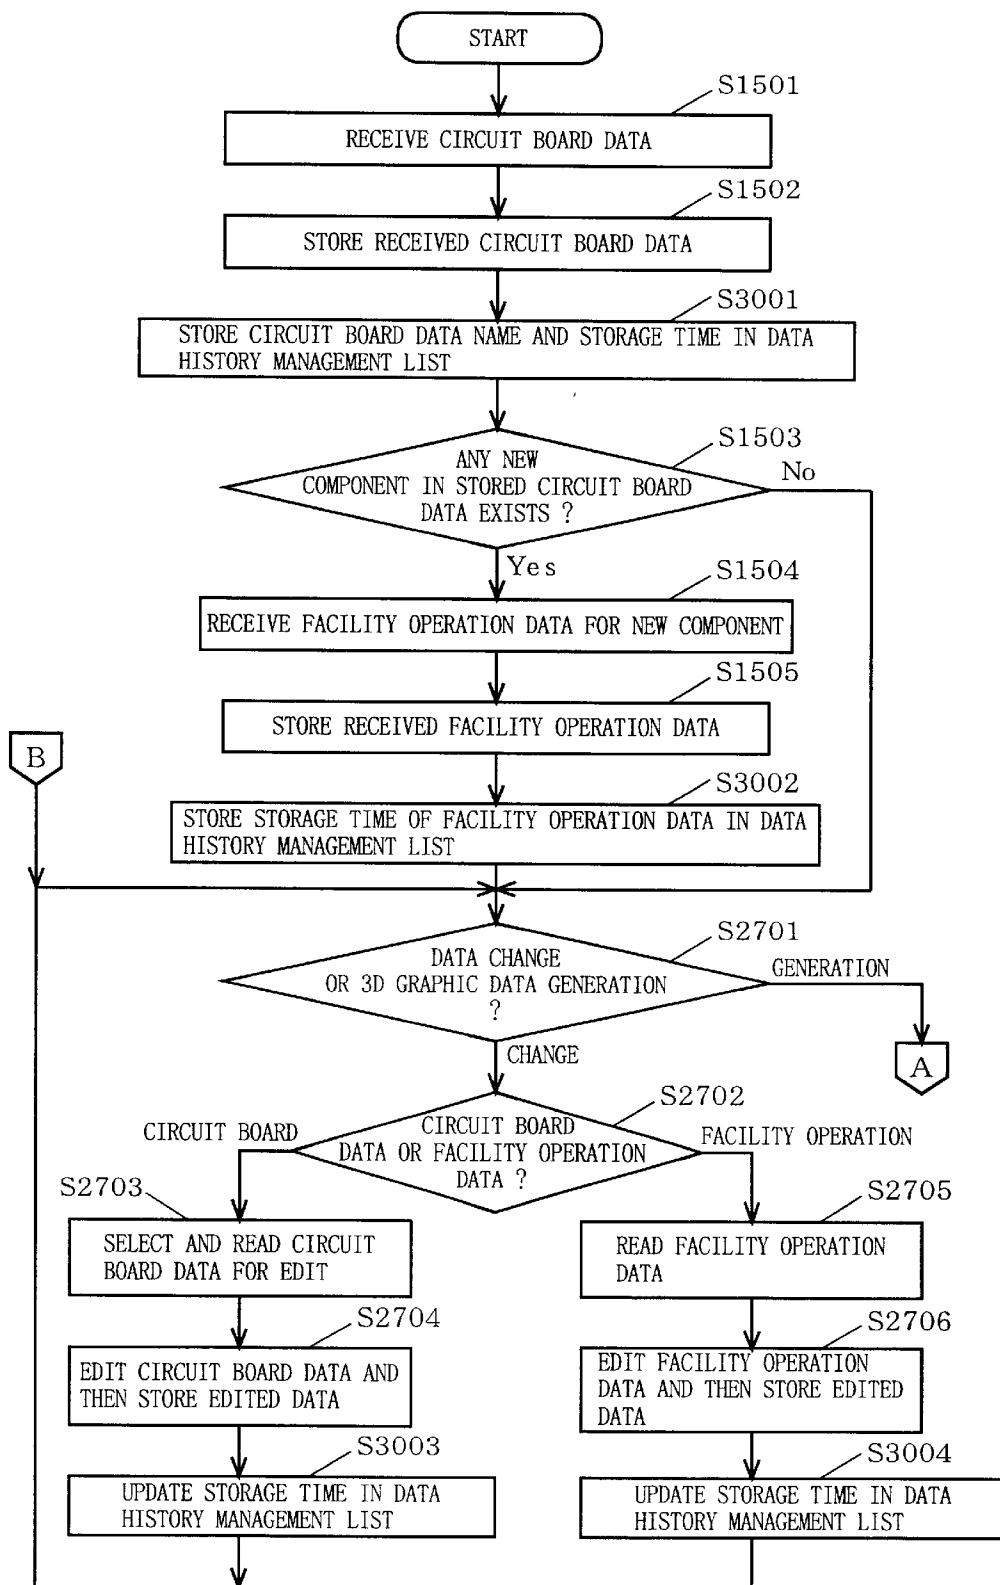 START
S1501
RECEIVE CIRCUIT BOARD DATA
S1502
STORE RECEIVED CIRCUIT BOARD DATA
S3001
STORE CIRCUIT BOARD DATA NAME AND STORAGE TIME IN DATA
HISTORY MANAGEMENT LIST
S1503
ANY NEW
COMPONENT IN STORED CIRCUIT BOARD
DATA EXISTS ?
No
Yes
S1504
RECEIVE FACILITY OPERATION DATA FOR NEW COMPONENT
S1505
STORE RECEIVED FACILITY OPERATION DATA
B
S3002
STORE STORAGE TIME OF FACILITY OPERATION DATA IN DATA
HISTORY MANAGEMENT LIST
S2701
DATA CHANGE
OR 3D GRAPHIC DATA GENERATION
?
GENERATION
A
CHANGE
S2702
CIRCUIT BOARD
DATA OR FACILITY OPERATION
DATA ?
CIRCUIT BOARD
FACILITY OPERATION
S2703
SELECT AND READ CIRCUIT
BOARD DATA FOR EDIT
S2705
READ FACILITY OPERATION
DATA
S2704
EDIT CIRCUIT BOARD DATA AND
THEN STORE EDITED DATA
S2706
EDIT FACILITY OPERATION
DATA AND THEN STORE EDITED
DATA
S3003
UPDATE STORAGE TIME IN DATA
HISTORY MANAGEMENT LIST
S3004
UPDATE STORAGE TIME IN DATA
HISTORY MANAGEMENT LIST